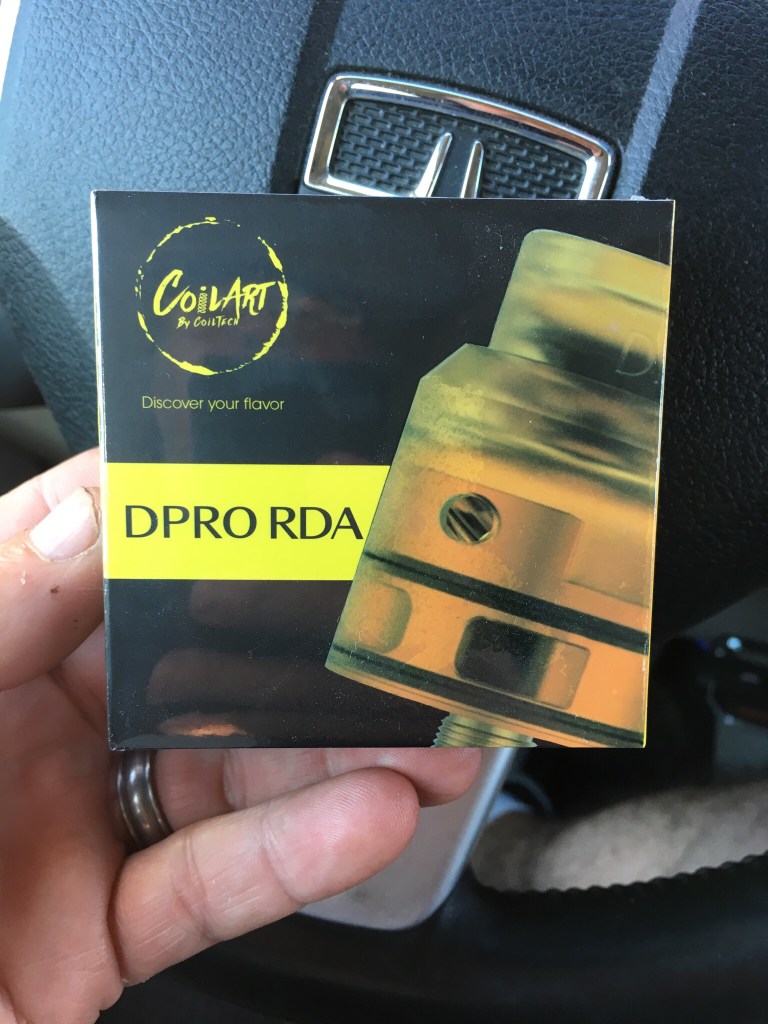 CoilART
By CoilTech
Discover your flavor
DPRO RDA
D